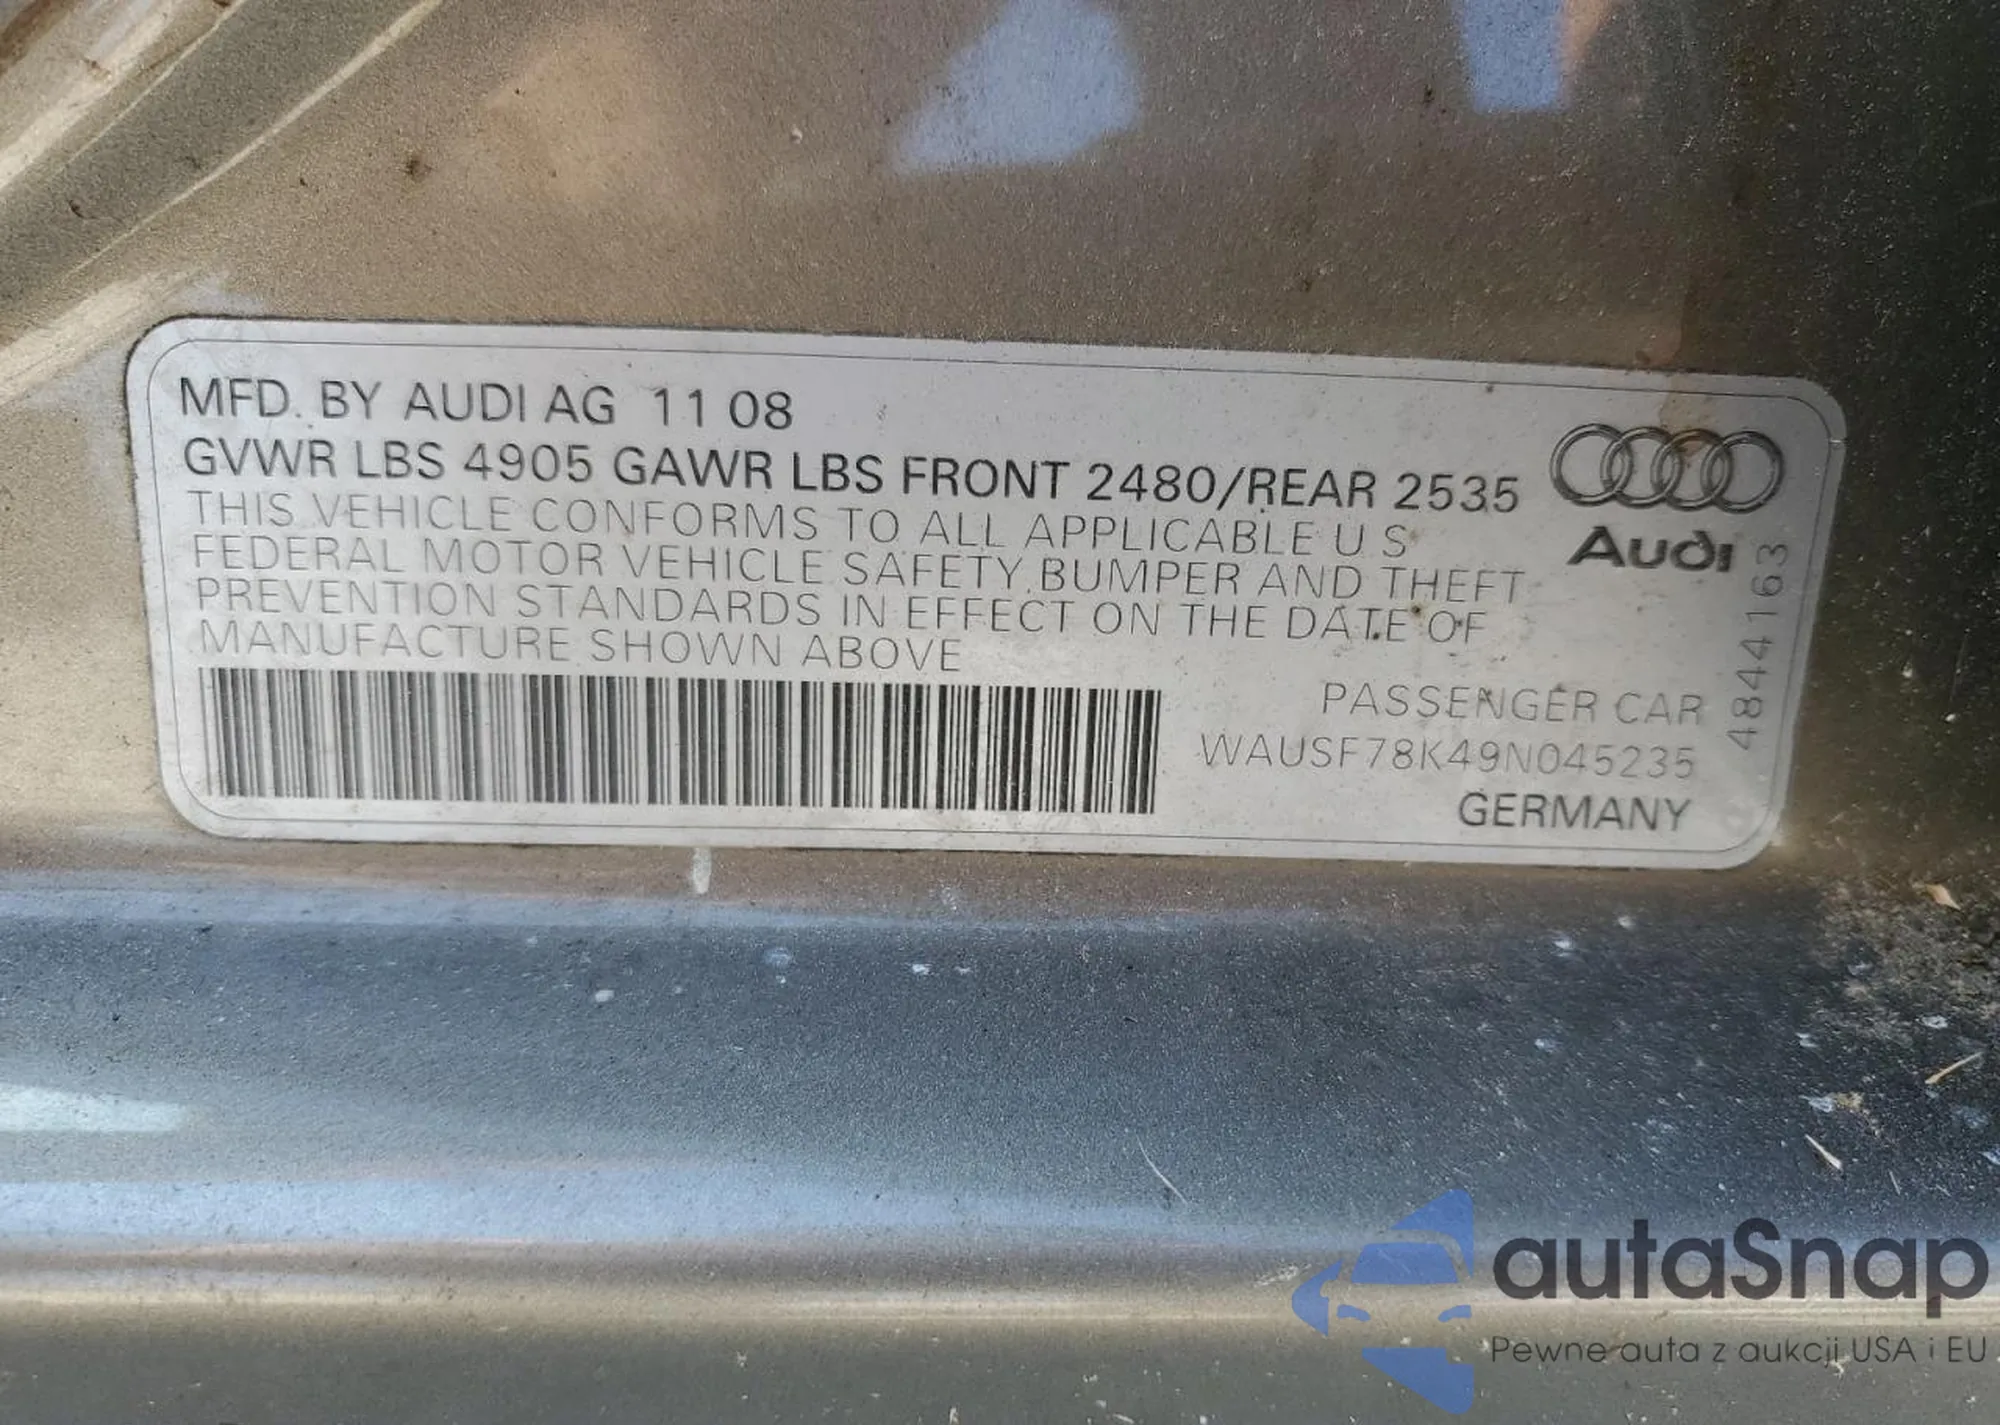 MFD. BY AUDI AG 11 08
GVWR LBS 4905 GAWR LBS FRONT 2480/REAR 2535
THIS VEHICLE CONFORMS TO ALL APPLICABLE U S
FEDERAL MOTOR VEHICLE SAFETY, BUMPER AND THEFT
PREVENTION STANDARDS IN EFFECT ON THE DATE OF
MANUFACTURE SHOWN ABOVE
Audi
4844163
PASSENGER CAR
WAUSF78K49N045235
GERMANY
autaSnap
Pewne auta z aukcji USA i EU